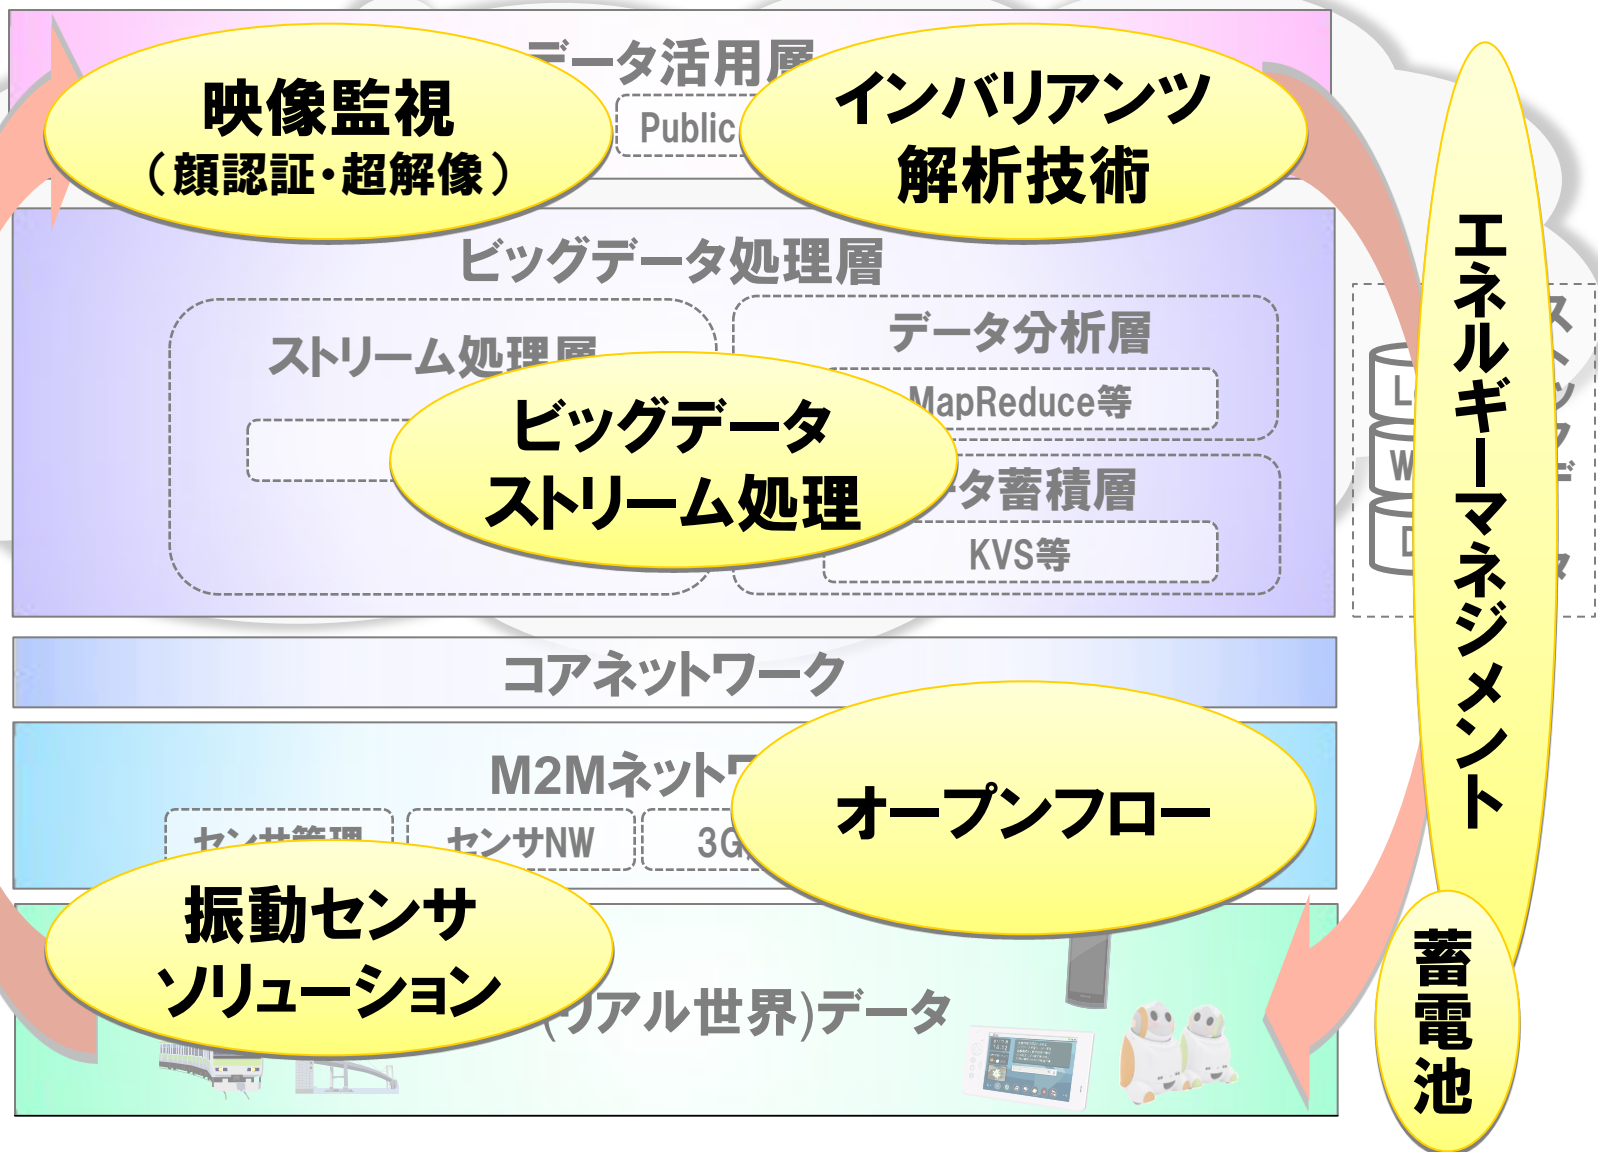 データ活用層
映像監視
（顔認証・超解像）
Public
インバリアンツ
解析技術
ビッグデータ処理層
ストリーム処理層
データ分析層
MapReduce等
ビッグデータ
ストリーム処理
タ蓄積層
KVS等
エネルギーマネジメント
コアネットワーク
M2Mネットワ
センサ管理
センサNW
3G
オープンフロー
振動センサ
ソリューション
(リアル世界)データ
蓄電池